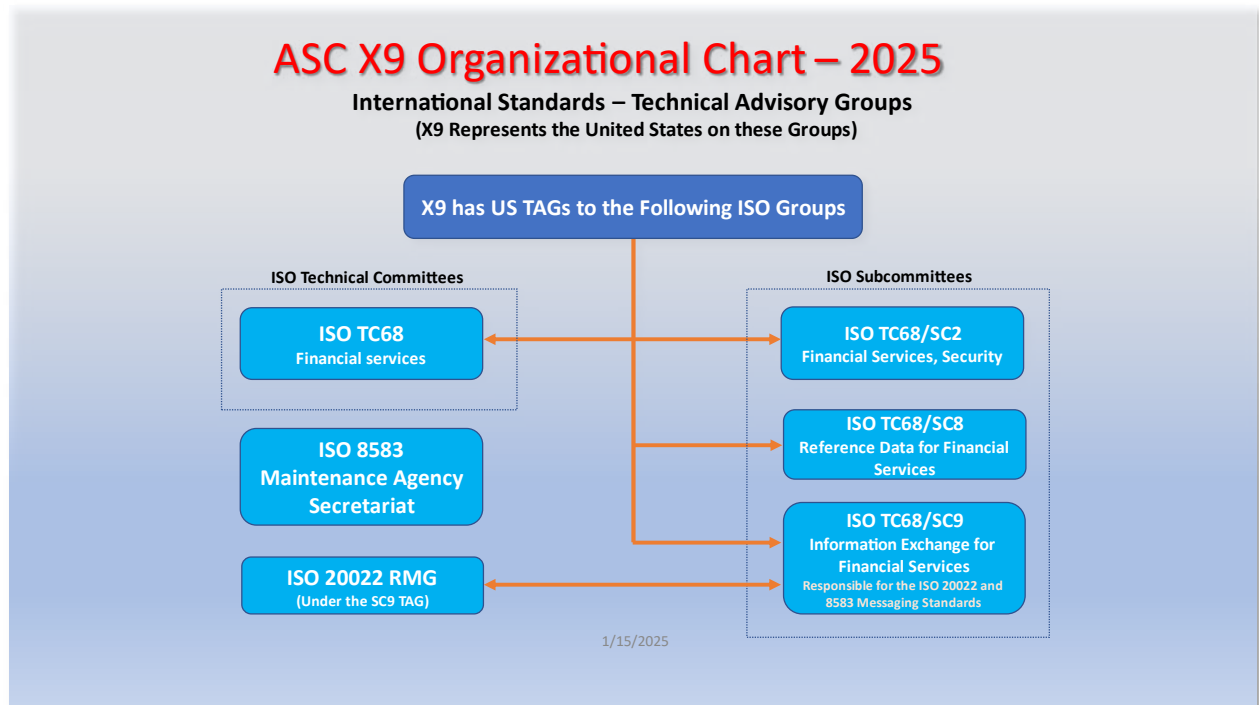 ASC X9 Organizational Chart – 2025
International Standards – Technical Advisory Groups
(X9 Represents the United States on these Groups)
X9 has US TAGs to the Following ISO Groups
ISO Technical Committees
ISO TC68
Financial services
ISO 8583
Maintenance Agency
Secretariat
ISO 20022 RMG
(Under the SC9 TAG)
ISO Subcommittees
ISO TC68/SC2
Financial Services, Security
ISO TC68/SC8
Reference Data for Financial
Services
ISO TC68/SC9
Information Exchange for
Financial Services
Responsible for the ISO 20022 and
8583 Messaging Standards
1/15/2025